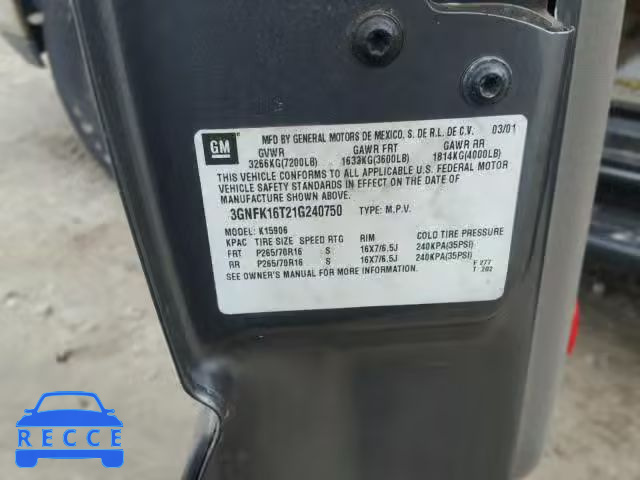 GM
MFD BY GENERAL MOTORS DE MEXICO, S. DE R.L. DE C.V. 03/01
GVWR GAWR FRT GAWR RR
3266KG(7200LB) 1633KG(3600LB) 1814KG(4000LB)
THIS VEHICLE CONFORMS TO ALL APPLICABLE U.S. FEDERAL MOTOR
VEHICLE SAFETY STANDARDS IN EFFECT ON THE DATE OF
MANUFACTURE SHOWN ABOVE.
3GNFK16T21G240750 TYPE: M.P.V.
MODEL: K15906
KPAC TIRE SIZE SPEED RTG RIM COLD TIRE PRESSURE
FRT P265/70R16 S 16X7/6.5J 240KPA(35PSI)
RR P265/70R16 S 16X7/6.5J 240KPA(35PSI)
SEE OWNER'S MANUAL FOR MORE INFORMATION.
F 277
T 202
RECCE